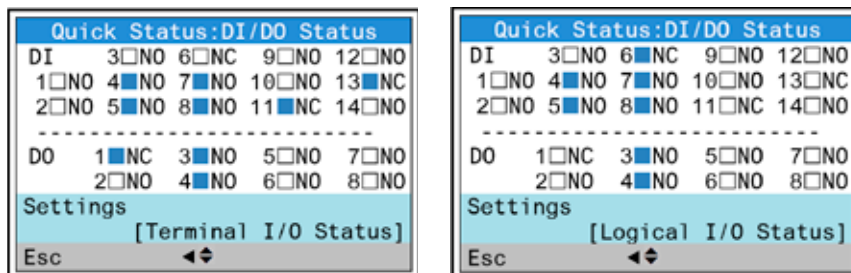 Quick Status:DI/DO Status
DI 3□NO 6□NC 9□NO 12□NO
1□NO 4■NO 7■NO 10□NO 13■NC
2□NO 5■NO 8■NO 11■NC 14□NO
DO 1■NC 3■NO 5□NO 7□NO
2□NO 4■NO 6□NO 8□NO
Settings
[Terminal I/O Status]
Esc
Quick Status:DI/DO Status
DI 3□NO 6■NC 9□NO 12□NO
1□NO 4■NO 7■NO 10□NO 13□NC
2□NO 5■NO 8■NO 11□NC 14□NO
DO 1□NC 3■NO 5□NO 7□NO
2□NO 4■NO 6□NO 8□NO
Settings
[Logical I/O Status]
Esc